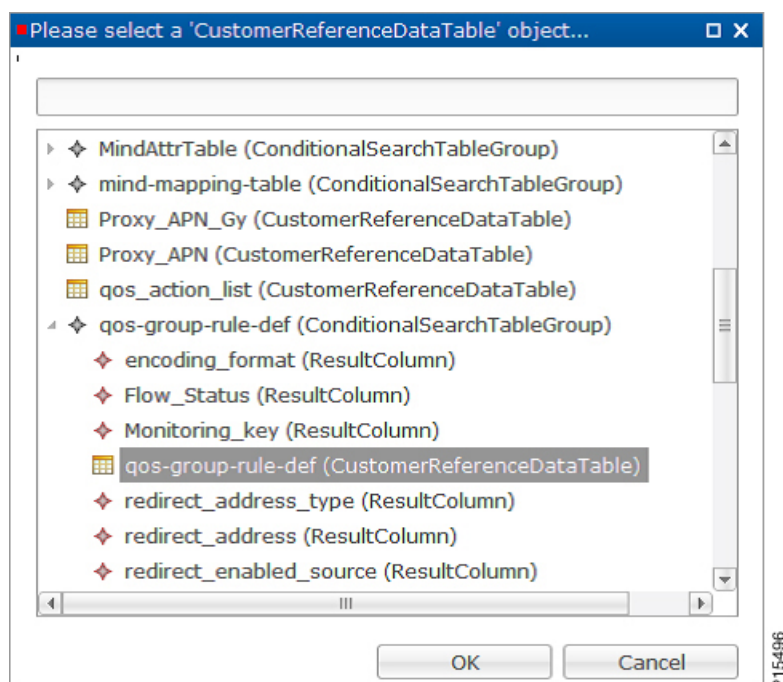 Please select a 'CustomerReferenceDataTable' object...
MindAttrTable (ConditionalSearchTableGroup)
mind-mapping-table (ConditionalSearchTableGroup)
Proxy_APN_Gy (CustomerReferenceDataTable)
Proxy_APN (CustomerReferenceDataTable)
qos_action_list (CustomerReferenceDataTable)
qos-group-rule-def (ConditionalSearchTableGroup)
encoding_format (ResultColumn)
Flow_Status (ResultColumn)
Monitoring_key (ResultColumn)
qos-group-rule-def (CustomerReferenceDataTable)
redirect_address_type (ResultColumn)
redirect_address (ResultColumn)
redirect_enabled_source (ResultColumn)
OK Cancel
215496